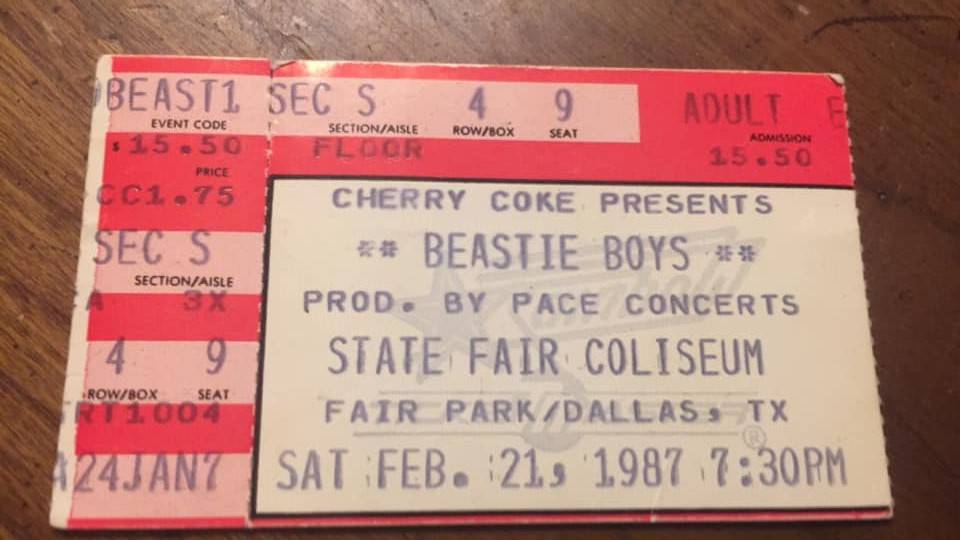 BEAST1
EVENT CODE
$15.50
PRICE
CC1.75
SEC S
SECTION/AISLE
A 3X
4 9
ROW/BOX SEAT
RT1004
A24JAN7
SEC S 4 9
SECTION/AISLE ROW/BOX SEAT
FLOOR
ADULT
ADMISSION
15.50
CHERRY COKE PRESENTS
** BEASTIE BOYS **
PROD. BY PACE CONCERTS
STATE FAIR COLISEUM
FAIR PARK/DALLAS, TX
®
SAT FEB. 21, 1987 7:30PM